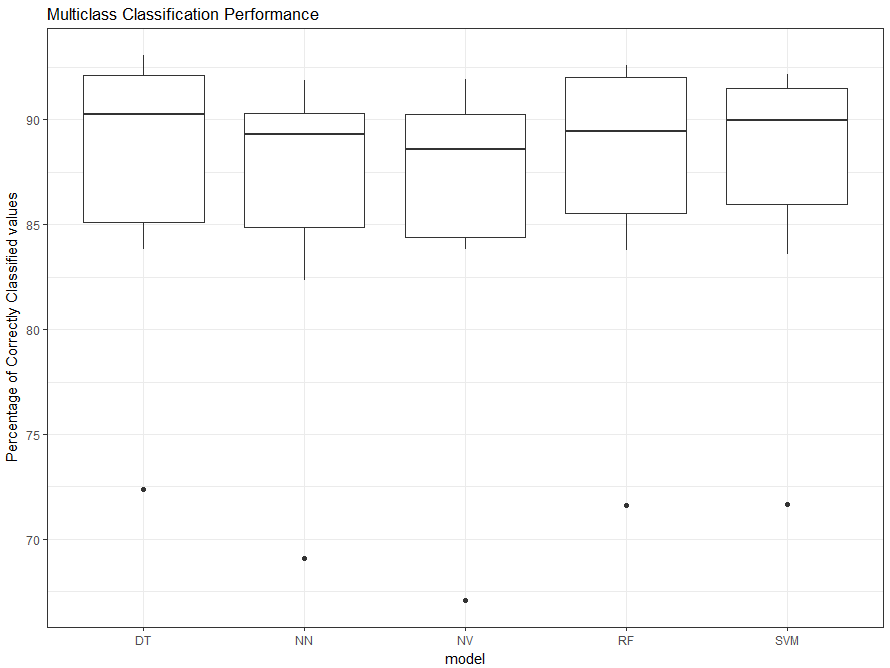 Multiclass Classification Performance
Percentage of Correctly Classified values
90
85
80
75
70
DT NN NV RF SVM
model